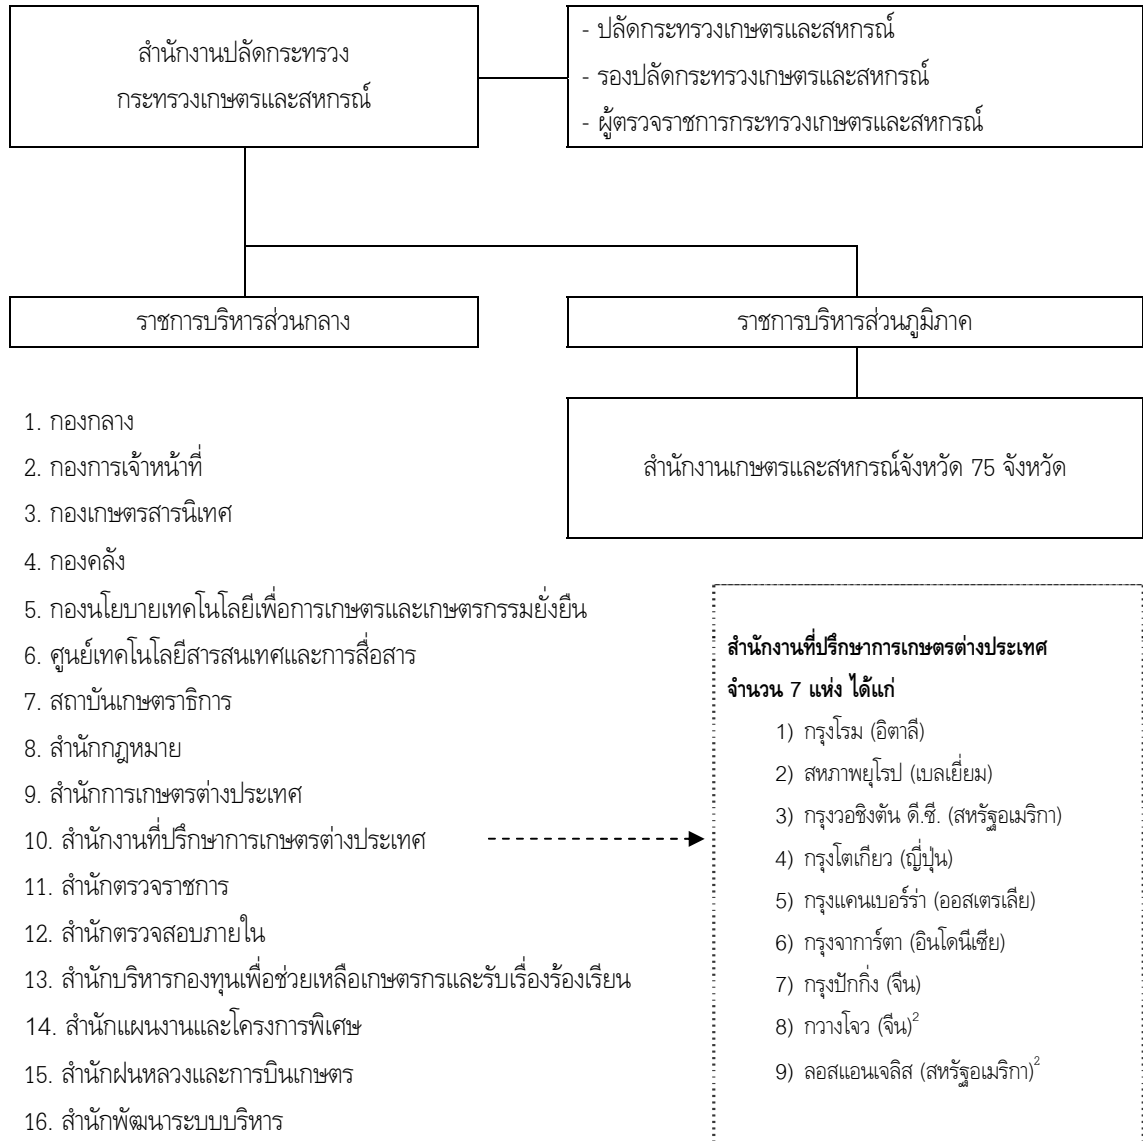 สำนักงานปลัดกระทรวง
กระทรวงเกษตรและสหกรณ์
- ปลัดกระทรวงเกษตรและสหกรณ์
- รองปลัดกระทรวงเกษตรและสหกรณ์
- ผู้ตรวจราชการกระทรวงเกษตรและสหกรณ์
ราชการบริหารส่วนกลาง
ราชการบริหารส่วนภูมิภาค
สำนักงานเกษตรและสหกรณ์จังหวัด 75 จังหวัด
1. กองกลาง
2. กองการเจ้าหน้าที่
3. กองเกษตรสารนิเทศ
4. กองคลัง
5. กองนโยบายเทคโนโลยีเพื่อการเกษตรและเกษตรกรรมยั่งยืน
6. ศูนย์เทคโนโลยีสารสนเทศและการสื่อสาร
7. สถาบันเกษตราธิการ
8. สำนักกฎหมาย
9. สำนักการเกษตรต่างประเทศ
10. สำนักงานที่ปรึกษาการเกษตรต่างประเทศ
11. สำนักตรวจราชการ
12. สำนักตรวจสอบภายใน
13. สำนักบริหารกองทุนเพื่อช่วยเหลือเกษตรกรและรับเรื่องร้องเรียน
14. สำนักแผนงานและโครงการพิเศษ
15. สำนักฝนหลวงและการบินเกษตร
16. สำนักพัฒนาระบบบริหาร
สำนักงานที่ปรึกษาการเกษตรต่างประเทศ
จำนวน 7 แห่ง ได้แก่
1) กรุงโรม (อิตาลี)
2) สหภาพยุโรป (เบลเยี่ยม)
3) กรุงวอชิงตัน ดี.ซี. (สหรัฐอเมริกา)
4) กรุงโตเกียว (ญี่ปุ่น)
5) กรุงแคนเบอร์ร่า (ออสเตรเลีย)
6) กรุงจาการ์ตา (อินโดนีเซีย)
7) กรุงปักกิ่ง (จีน)
8) กวางโจว (จีน)²
9) ลอสแอนเจลิส (สหรัฐอเมริกา)²